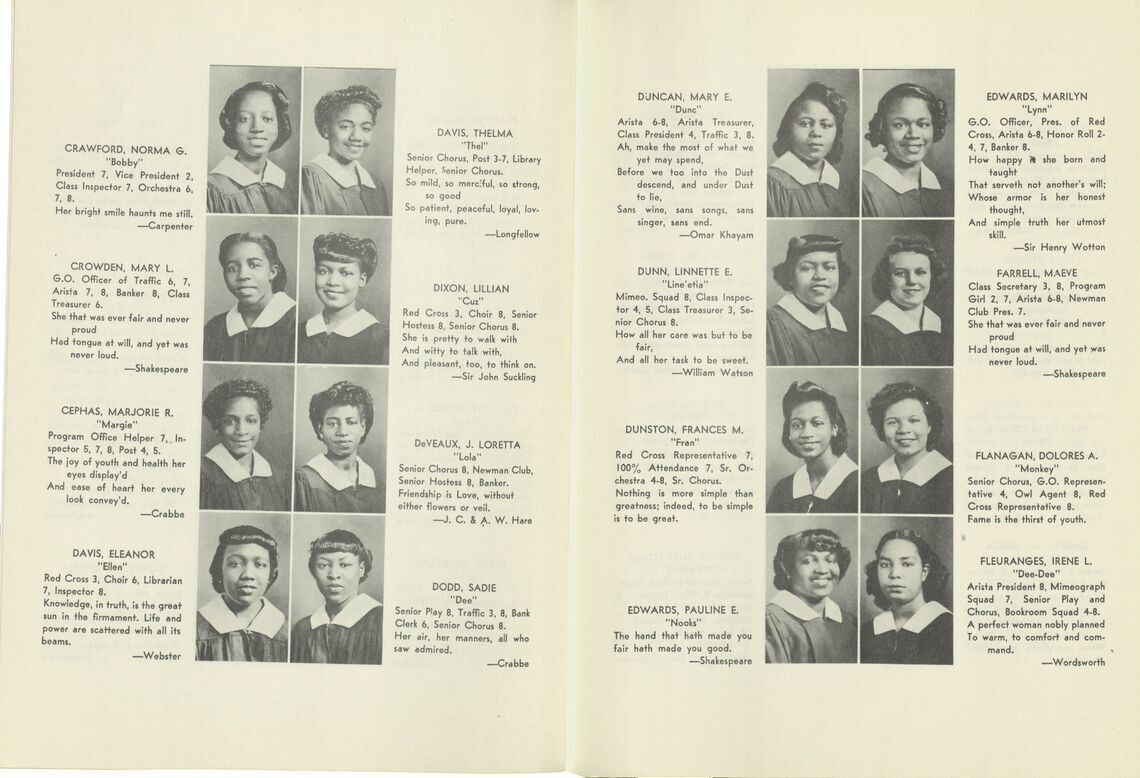 CRAWFORD, NORMA G.
"Bobby"
President 7, Vice President 2,
Class Inspector 7, Orchestra 6,
7, 8.
Her bright smile haunts me still.
—Carpenter
CROWDEN, MARY L.
G.O. Officer of Traffic 6, 7,
Arista 7, 8, Banker 8, Class
Treasurer 6.
She that was ever fair and never
proud
Had tongue at will, and yet was
never loud.
—Shakespeare
CEPHAS, MARJORIE R.
"Margie"
Program Office Helper 7, In-
spector 5, 7, 8, Post 4, 5.
The joy of youth and health her
eyes display'd
And ease of heart her every
look convey'd.
—Crabbe
DAVIS, ELEANOR
"Ellen"
Red Cross 3, Choir 6, Librarian
7, Inspector 8.
Knowledge, in truth, is the great
sun in the firmament. Life and
power are scattered with all its
beams.
—Webster
DAVIS, THELMA
"Thel"
Senior Chorus, Post 3-7, Library
Helper, Senior Chorus.
So mild, so merciful, so strong,
so good
So patient, peaceful, loyal, lov-
ing, pure.
—Longfellow
DIXON, LILLIAN
"Cuz"
Red Cross 3, Choir 8, Senior
Hostess 8, Senior Chorus 8.
She is pretty to walk with
And witty to talk with,
And pleasant, too, to think on.
—Sir John Suckling
DeVEAUX, J. LORETTA
"Lola"
Senior Chorus 8, Newman Club,
Senior Hostess 8, Banker.
Friendship is Love, without
either flowers or veil.
—J. C. & A. W. Hare
DODD, SADIE
"Dee"
Senior Play 8, Traffic 3, 8, Bank
Clerk 6, Senior Chorus 8.
Her air, her manners, all who
saw admired.
—Crabbe
DUNCAN, MARY E.
"Dunc"
Arista 6-8, Arista Treasurer,
Class President 4, Traffic 3, 8.
Ah, make the most of what we
yet may spend,
Before we too into the Dust
descend, and under Dust
to lie,
Sans wine, sans songs, sans
singer, sans end.
—Omar Khayam
DUNN, LINNETTE E.
"Line'etia"
Mimeo. Squad 8, Class Inspec-
tor 4, 5, Class Treasurer 3, Se-
nior Chorus 8.
How all her care was but to be
fair,
And all her task to be sweet.
—William Watson
DUNSTON, FRANCES M.
"Fran"
Red Cross Representative 7,
100% Attendance 7, Sr. Or-
chestra 4-8, Sr. Chorus.
Nothing is more simple than
greatness; indeed, to be simple
is to be great.
EDWARDS, PAULINE E.
"Nooks"
The hand that hath made you
fair hath made you good.
—Shakespeare
EDWARDS, MARILYN
"Lynn"
G.O. Officer, Pres. of Red
Cross, Arista 6-8, Honor Roll 2-
4, 7, Banker 8.
How happy is she born and
taught
That serveth not another's will;
Whose armor is her honest
thought,
And simple truth her utmost
skill.
—Sir Henry Wotton
FARRELL, MAEVE
Class Secretary 3, 8, Program
Girl 2, 7, Arista 6-8, Newman
Club Pres. 7.
She that was ever fair and never
proud
Had tongue at will, and yet was
never loud.
—Shakespeare
FLANAGAN, DOLORES A.
"Monkey"
Senior Chorus, G.O. Represen-
tative 4, Owl Agent 8, Red
Cross Representative 8.
Fame is the thirst of youth.
FLEURANGES, IRENE L.
"Dee-Dee"
Arista President 8, Mimeograph
Squad 7, Senior Play and
Chorus, Bookroom Squad 4-8.
A perfect woman nobly planned
To warm, to comfort and com-
mand.
—Wordsworth